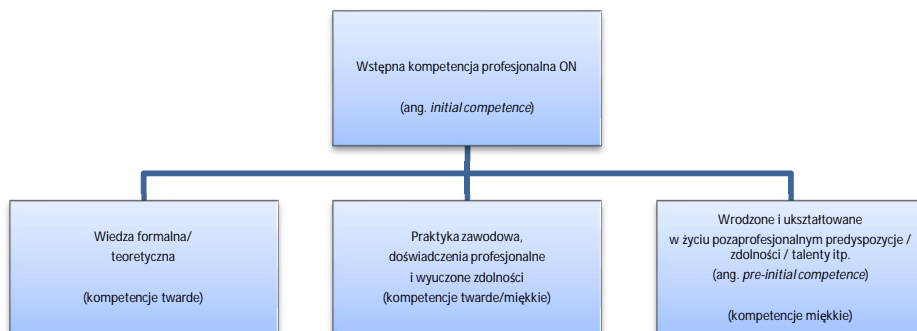 Wstępna kompetencja profesjonalna ON
(ang. initial competence)
Wiedza formalna/
teoretyczna
(kompetencje twarde)
Praktyka zawodowa,
doświadczenia profesjonalne
i wyuczone zdolności
(kompetencje twarde/miękkie)
Wrodzone i ukształtowane
w życiu pozaprofesjonalnym predyspozycje /
zdolności / talenty itp.
(ang. pre-initial competence)
(kompetencje miękkie)